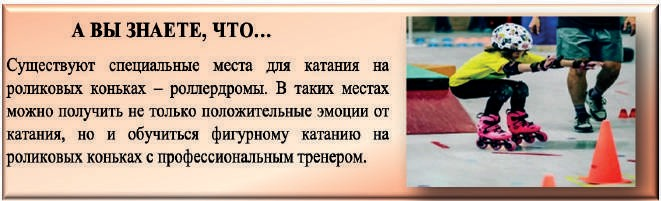 А ВЫ ЗНАЕТЕ, ЧТО...
Существуют специальные места для катания на
роликовых коньках – роллердромы. В таких местах
можно получить не только положительные эмоции от
катания, но и обучиться фигурному катанию на
роликовых коньках с профессиональным тренером.